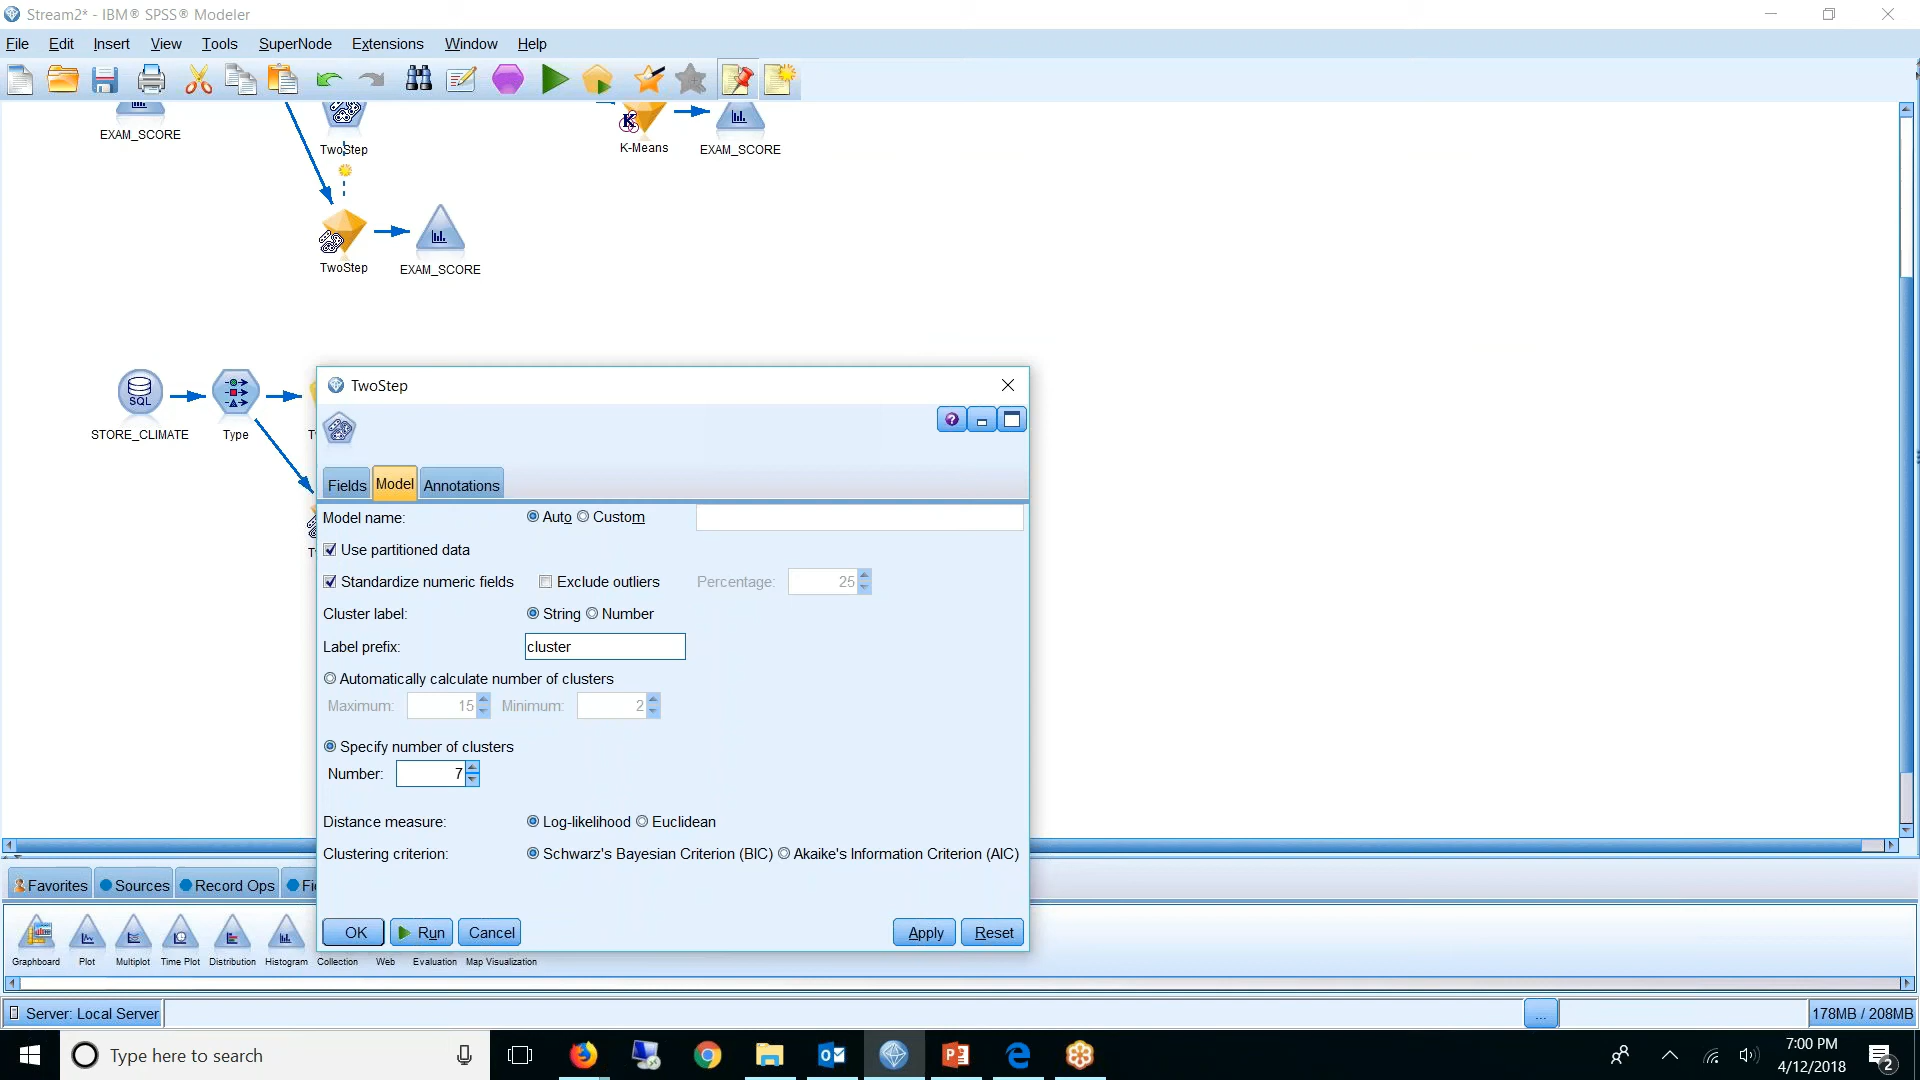 Stream2* - IBM® SPSS® Modeler
File Edit Insert View Tools SuperNode Extensions Window Help
EXAM_SCORE
TwoStep
K
K-Means
EXAM_SCORE
TwoStep
EXAM_SCORE
SQL
STORE_CLIMATE
Type
TwoStep
Fields Model Annotations
Model name: Auto Custom
Use partitioned data
Standardize numeric fields Exclude outliers Percentage: 25
Cluster label: String Number
Label prefix: cluster
Automatically calculate number of clusters
Maximum: 15 Minimum: 2
Specify number of clusters
Number: 7
Distance measure: Log-likelihood Euclidean
Clustering criterion: Schwarz's Bayesian Criterion (BIC) Akaike's Information Criterion (AIC)
OK Run Cancel Apply Reset
Favorites Sources Record Ops
Graphboard Plot Multiplot Time Plot Distribution Histogram Collection Web Evaluation Map Visualization
Server: Local Server ... 178MB / 208MB
Type here to search
7:00 PM
4/12/2018
2